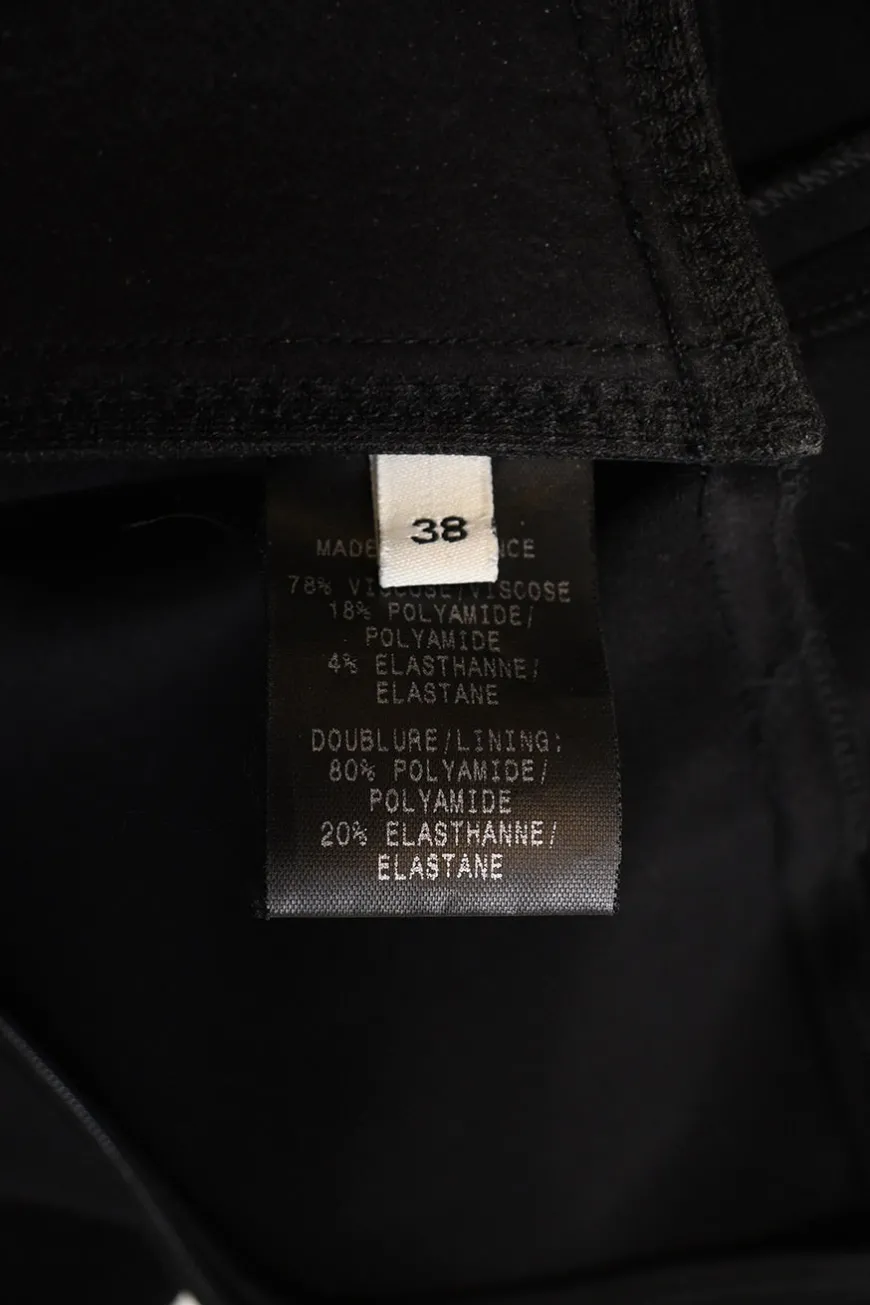 38
MADE
78% VISCOSE/VISCOSE
18% POLYAMIDE/
POLYAMIDE
4% ELASTHANNE/
ELASTANE
DOUBLURE/LINING:
80% POLYAMIDE/
POLYAMIDE
20% ELASTHANNE/
ELASTANE